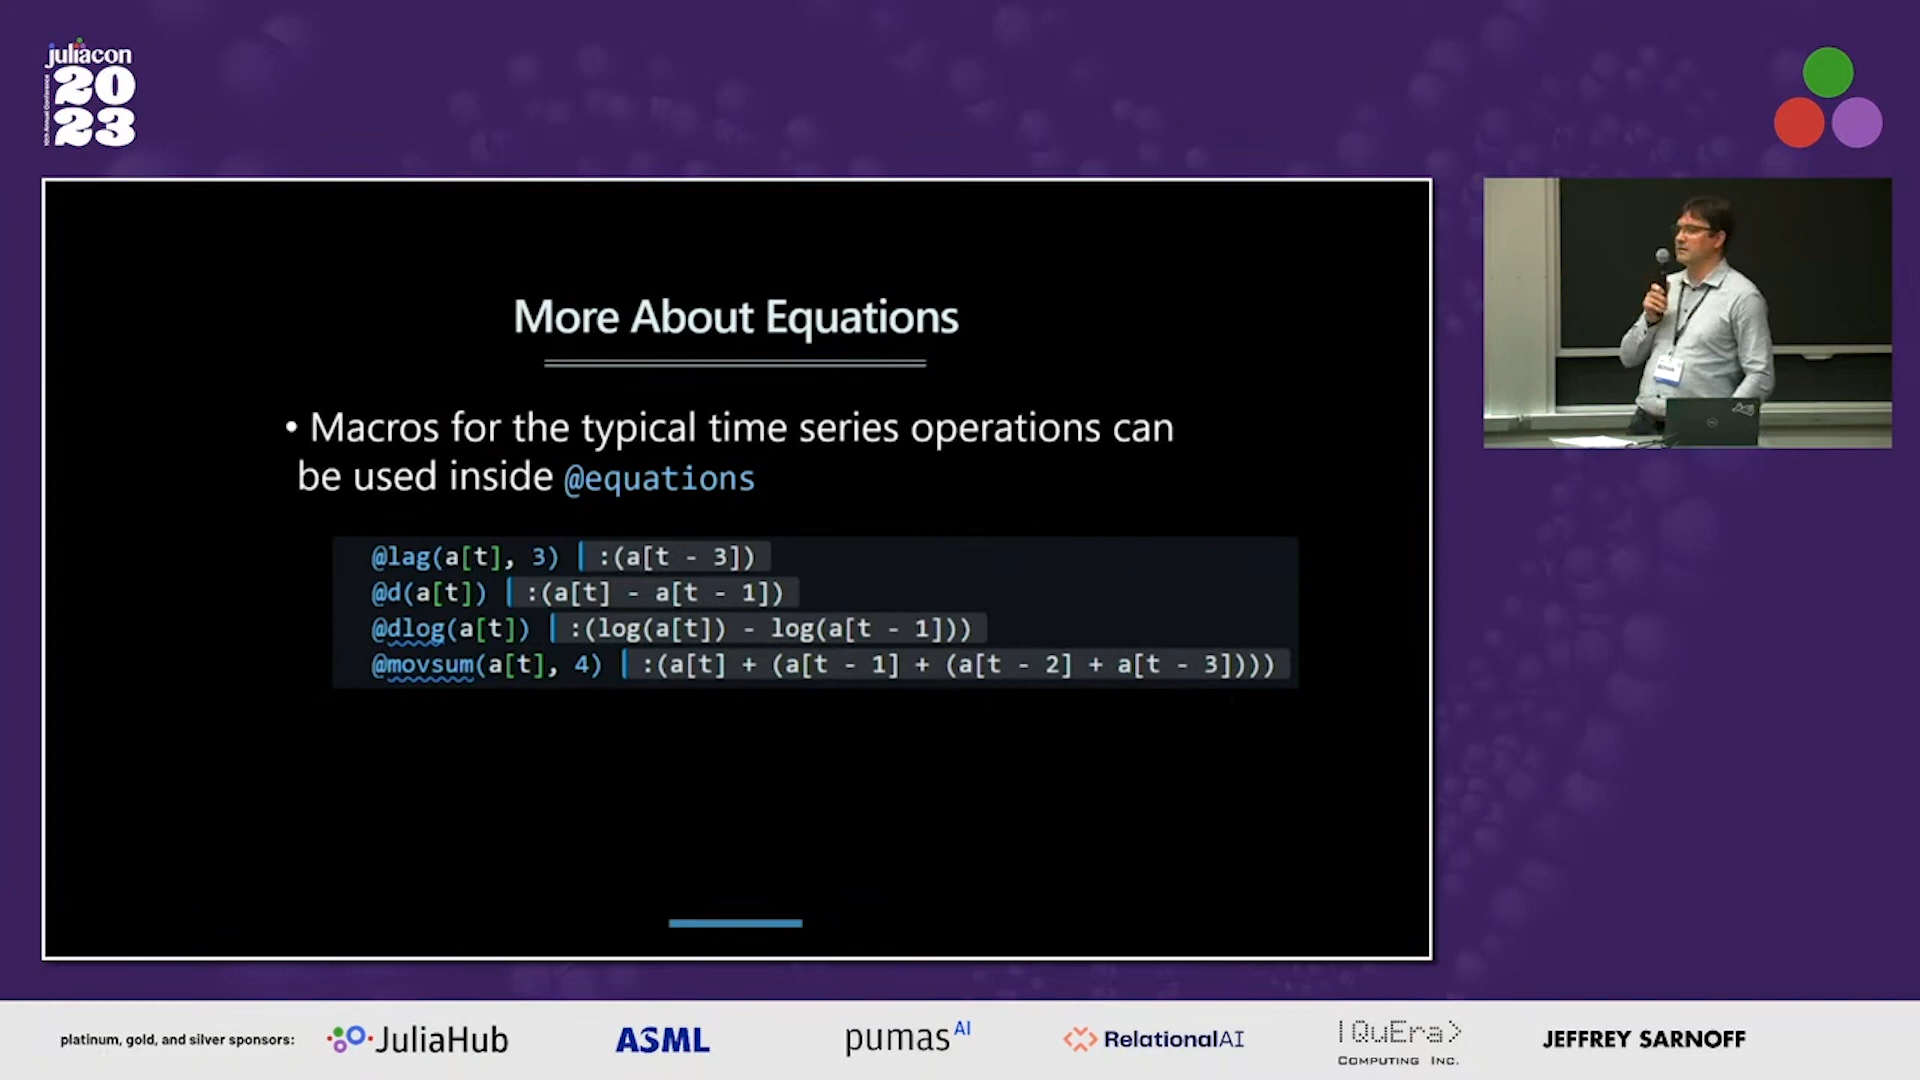 juliacon
20
23
More About Equations
• Macros for the typical time series operations can
be used inside @equations
@lag(a[t], 3) :(a[t - 3])
@d(a[t]) :(a[t] - a[t - 1])
@dlog(a[t]) :(log(a[t]) - log(a[t - 1]))
@movsum(a[t], 4) :(a[t] + (a[t - 1] + (a[t - 2] + a[t - 3])))
platinum, gold, and silver sponsors:
JuliaHub
ASML
pumas AI
RelationalAI
|QuEra>
COMPUTING INC.
JEFFREY SARNOFF